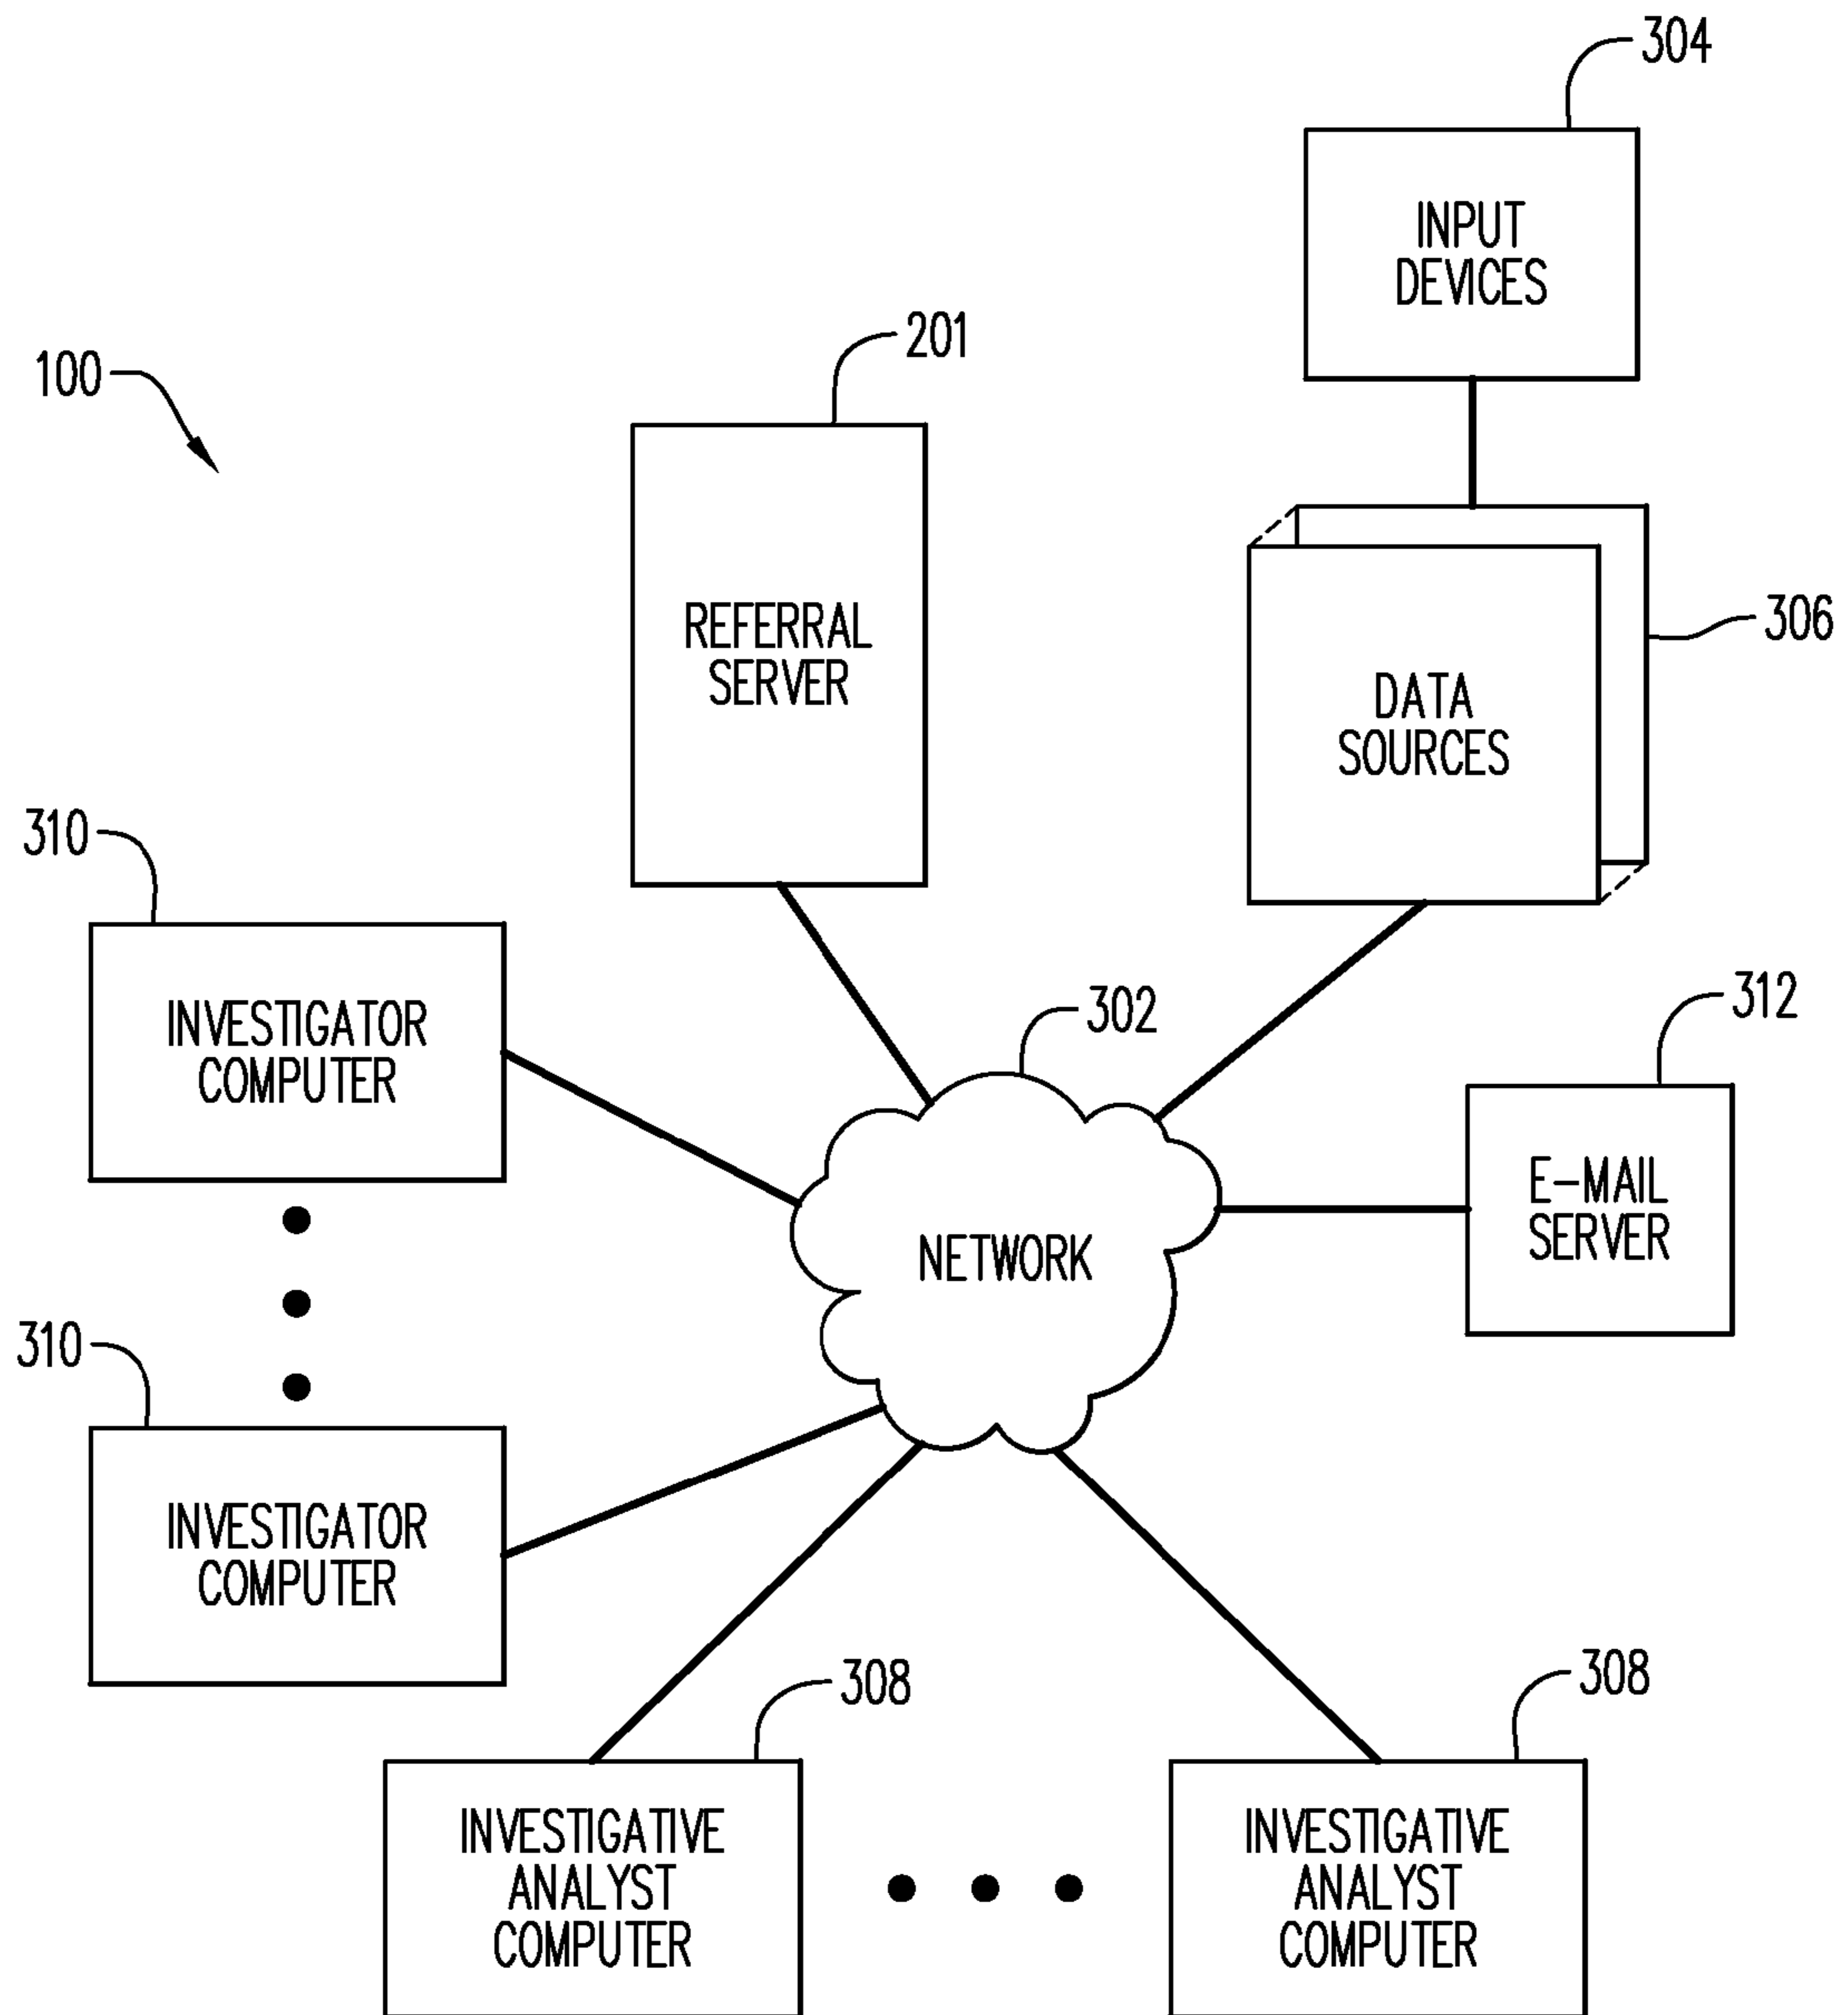 304
INPUT
DEVICES
201
100
REFERRAL
SERVER
306
DATA
SOURCES
310
INVESTIGATOR
COMPUTER
302
312
E-MAIL
SERVER
NETWORK
310
INVESTIGATOR
COMPUTER
308
308
INVESTIGATIVE
ANALYST
COMPUTER
INVESTIGATIVE
ANALYST
COMPUTER